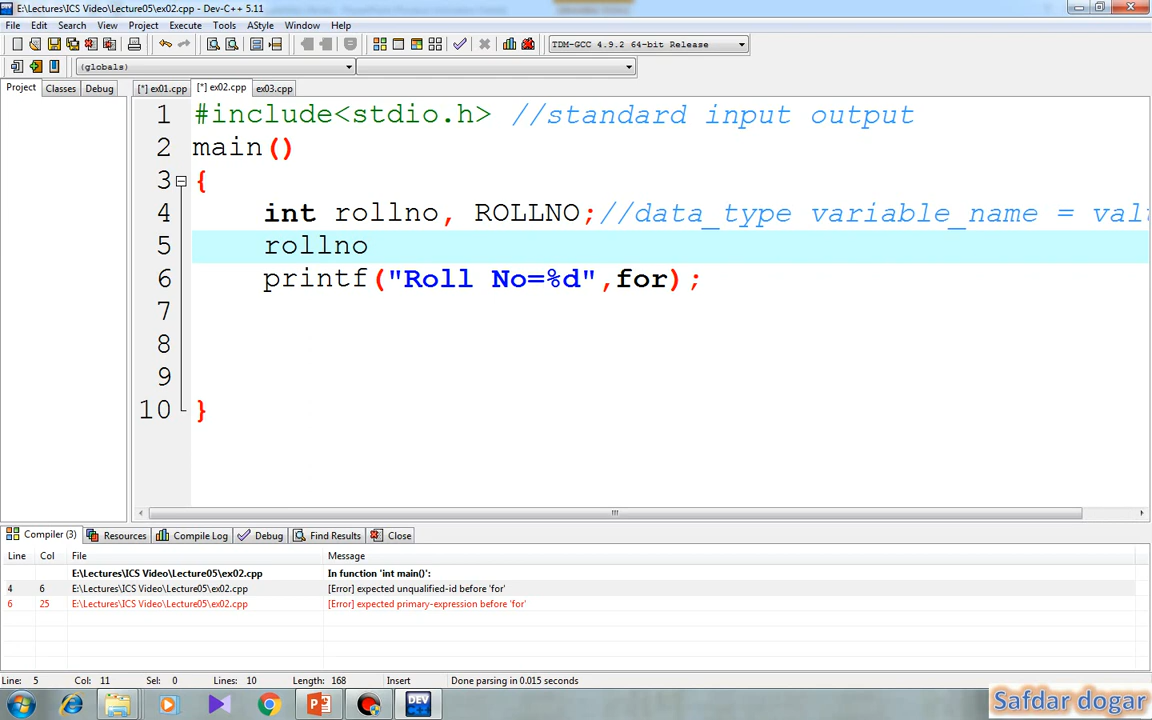 E:\Lectures\ICS Video\Lecture05\ex02.cpp - Dev-C++ 5.11
File Edit Search View Project Execute Tools AStyle Window Help
TDM-GCC 4.9.2 64-bit Release
(globals)
Project Classes Debug [*] ex01.cpp [*] ex02.cpp ex03.cpp
1 #include<stdio.h> //standard input output
2 main()
3 {
4 int rollno, ROLLNO;//data_type variable_name = val
5 rollno
6 printf("Roll No=%d",for);
7
8
9
10 }
Compiler (3) Resources Compile Log Debug Find Results Close
Line Col File Message
E:\Lectures\ICS Video\Lecture05\ex02.cpp In function 'int main()':
4 6 E:\Lectures\ICS Video\Lecture05\ex02.cpp [Error] expected unqualified-id before 'for'
6 25 E:\Lectures\ICS Video\Lecture05\ex02.cpp [Error] expected primary-expression before 'for'
Line: 5 Col: 11 Sel: 0 Lines: 10 Length: 168 Insert Done parsing in 0.015 seconds
DEV
Safdar dogar